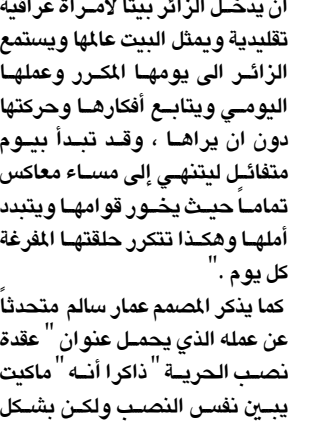 ان يدخل الزائر بيتا لامرأة عراقية
تقليدية ويمثل البيت عالمها ويستمع
الزائر الى يومها المكرر وعملها
اليومي ويتابع أفكارها وحركتها
دون ان يراها ، وقد تبدأ بيوم
متفائل ليتنهي إلى مساء معاكس
تماماً حيث يخور قوامها ويتبدد
أملها وهكذا تتكرر حلقتها المفرغة
كل يوم ."
كما يذكر المصمم عمار سالم متحدثاً
عن عمله الذي يحمل عنوان " عقدة
نصب الحرية " ذاكرا أنه " ماكيت
يبين نفس النصب ولكن بشكل